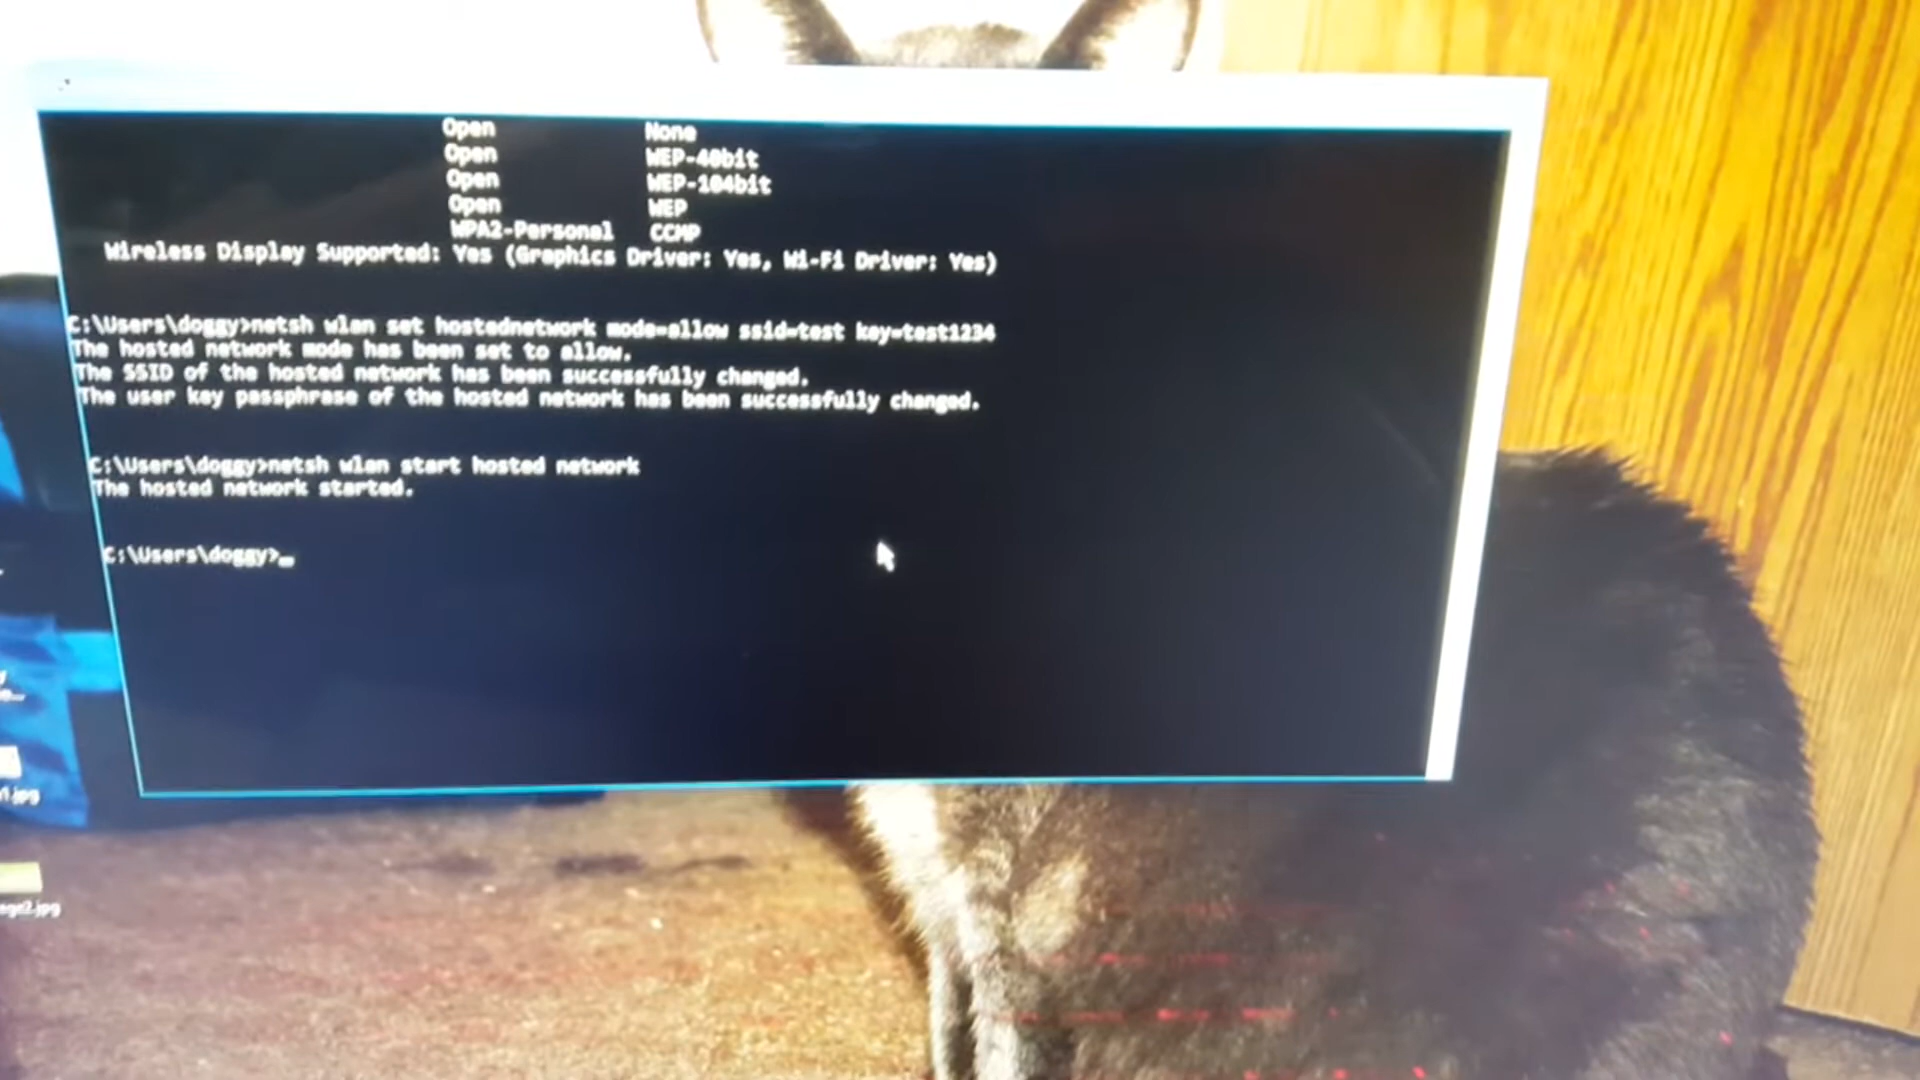 Open None
Open WEP-40bit
Open WEP-104bit
Open WEP
WPA2-Personal CCMP
Wireless Display Supported: Yes (Graphics Driver: Yes, Wi-Fi Driver: Yes)
C:\Users\doggy>netsh wlan set hostednetwork mode=allow ssid=test key=test1234
The hosted network mode has been set to allow.
The SSID of the hosted network has been successfully changed.
The user key passphrase of the hosted network has been successfully changed.
C:\Users\doggy>netsh wlan start hosted network
The hosted network started.
C:\Users\doggy>_
1.jpg